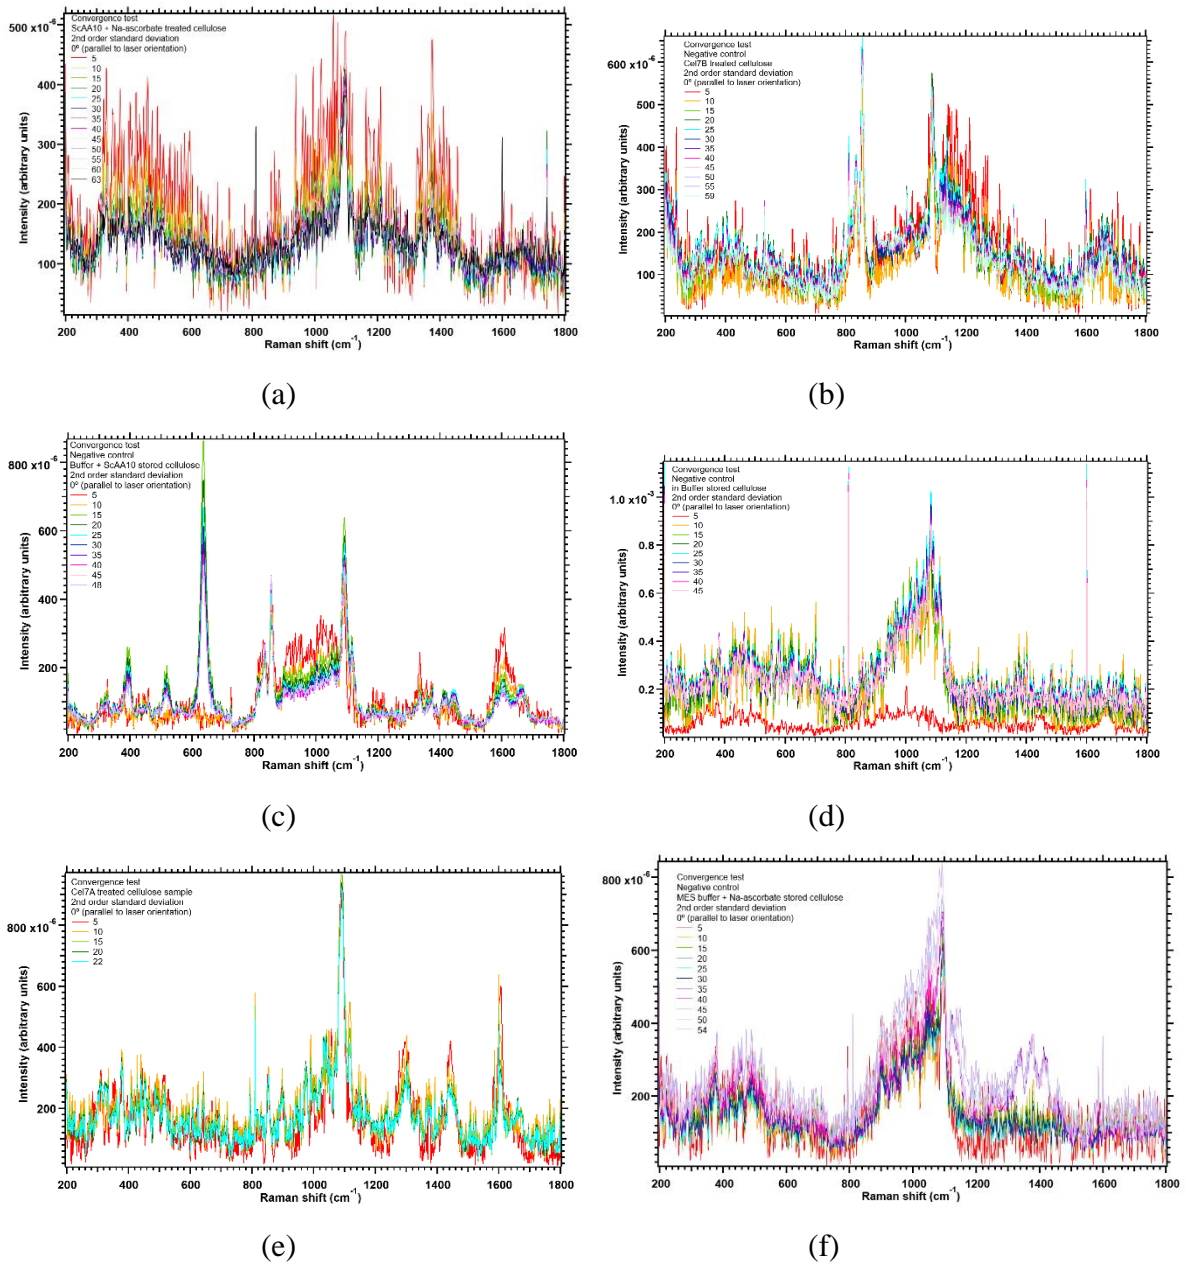 500 x10⁻⁶
Convergence test
ScAA10 + Na-ascorbate treated cellulose
2nd order standard deviation
0º (parallel to laser orientation)
5
10
15
20
25
30
35
40
45
50
55
60
63
400
300
200
100
Intensity (arbitrary units)
200 400 600 800 1000 1200 1400 1600 1800
Raman shift (cm⁻¹)
(a)
600 x10⁻⁶
Convergence test
Negative control
Cel7B treated cellulose
2nd order standard deviation
0º (parallel to laser orientation)
5
10
15
20
25
30
35
40
45
50
55
59
500
400
300
200
100
Intensity (arbitrary units)
200 400 600 800 1000 1200 1400 1600 1800
Raman shift (cm⁻¹)
(b)
800 x10⁻⁶
Convergence test
Negative control
Buffer + ScAA10 stored cellulose
2nd order standard deviation
0º (parallel to laser orientation)
5
10
15
20
25
30
35
40
45
48
600
400
200
Intensity (arbitrary units)
200 400 600 800 1000 1200 1400 1600 1800
Raman shift (cm⁻¹)
(c)
1.0 x10⁻³
Convergence test
Negative control
in Buffer stored cellulose
2nd order standard deviation
0º (parallel to laser orientation)
5
10
15
20
25
30
35
40
45
0.8
0.6
0.4
0.2
Intensity (arbitrary units)
200 400 600 800 1000 1200 1400 1600 1800
Raman shift (cm⁻¹)
(d)
800 x10⁻⁶
Convergence test
Cel7A treated cellulose sample
2nd order standard deviation
0º (parallel to laser orientation)
5
10
15
20
22
600
400
200
Intensity (arbitrary units)
200 400 600 800 1000 1200 1400 1600 1800
Raman shift (cm⁻¹)
(e)
800 x10⁻⁶
Convergence test
Negative control
MES buffer + Na-ascorbate stored cellulose
2nd order standard deviation
0º (parallel to laser orientation)
5
10
15
20
25
30
35
40
45
50
54
600
400
200
Intensity (arbitrary units)
200 400 600 800 1000 1200 1400 1600 1800
Raman shift (cm⁻¹)
(f)